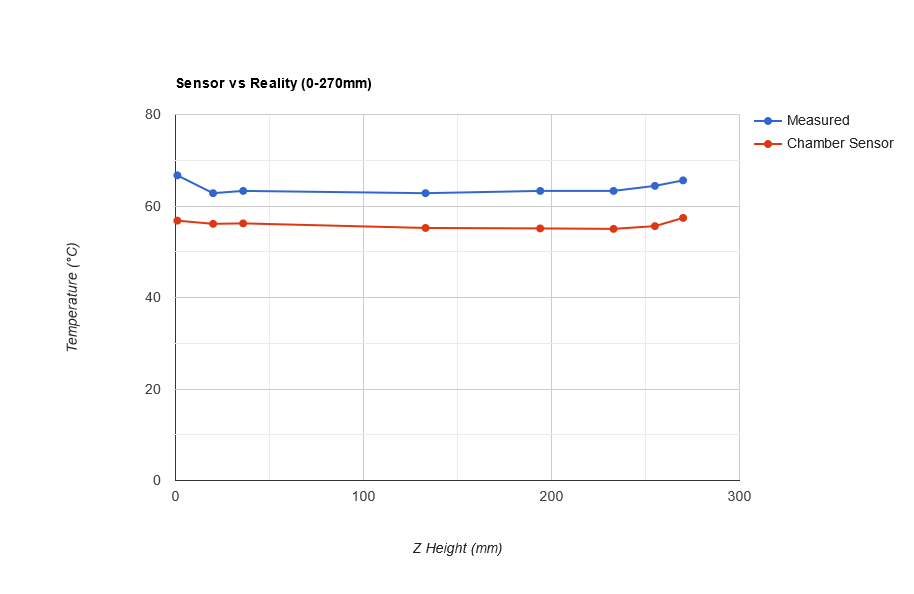 Sensor vs Reality (0-270mm)
80
60
40
20
0
0 100 200 300
Temperature (°C)
Z Height (mm)
Measured
Chamber Sensor